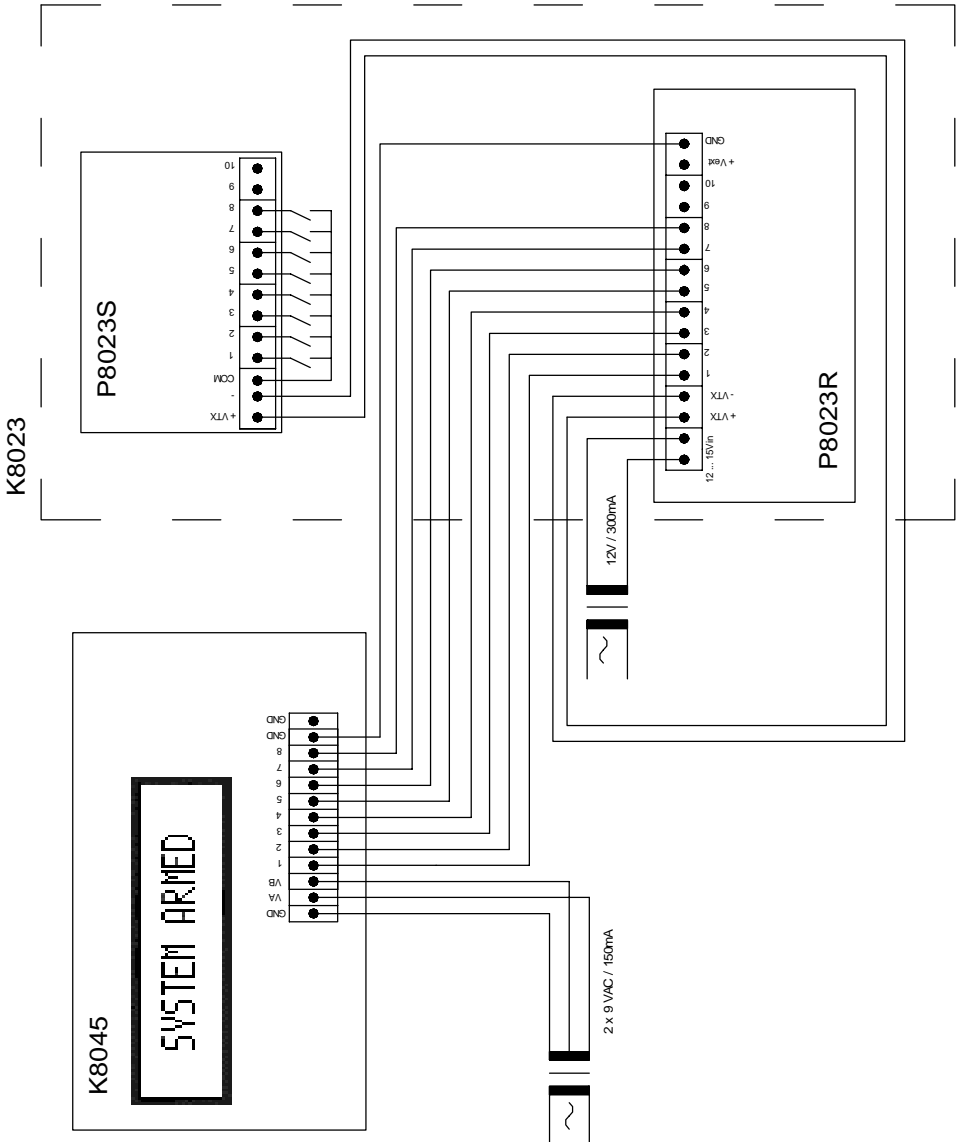 K8023
P8023S
10
9
8
7
6
5
4
3
2
1
COM
-
+ VTX
GND
+ Vext
10
9
8
7
6
5
4
3
2
1
- VTX
+ VTX
12 ... 15Vin
P8023R
12V / 300mA
K8045
SYSTEM ARMED
GND
GND
8
7
6
5
4
3
2
1
VB
VA
GND
2 x 9 VAC / 150mA